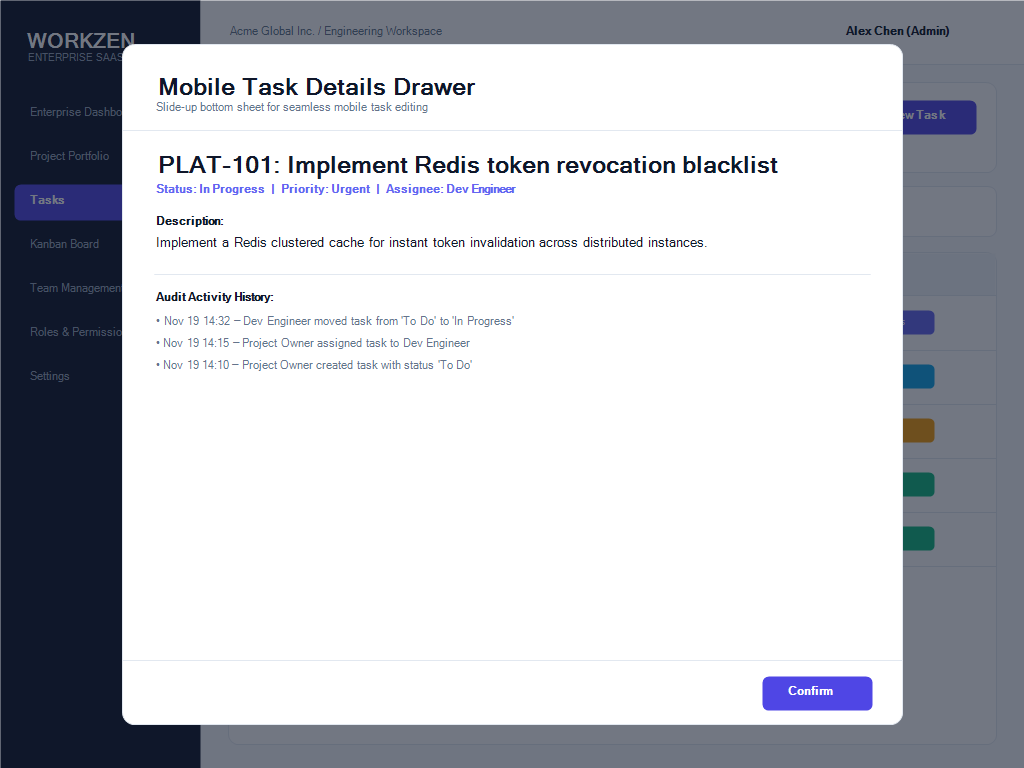 WORKZEN
ENTERPRISE SAAS
Acme Global Inc. / Engineering Workspace
Alex Chen (Admin)
Enterprise
Project Portfolio
Tasks
Kanban Board
Team
Roles &
Settings
Task
Mobile Task Details Drawer
Slide-up bottom sheet for seamless mobile task editing
PLAT-101: Implement Redis token revocation blacklist
Status: In Progress | Priority: Urgent | Assignee: Dev Engineer
Description:
Implement a Redis clustered cache for instant token invalidation across distributed instances.
Audit Activity History:
• Nov 19 14:32 – Dev Engineer moved task from 'To Do' to 'In Progress'
• Nov 19 14:15 – Project Owner assigned task to Dev Engineer
• Nov 19 14:10 – Project Owner created task with status 'To Do'
Confirm